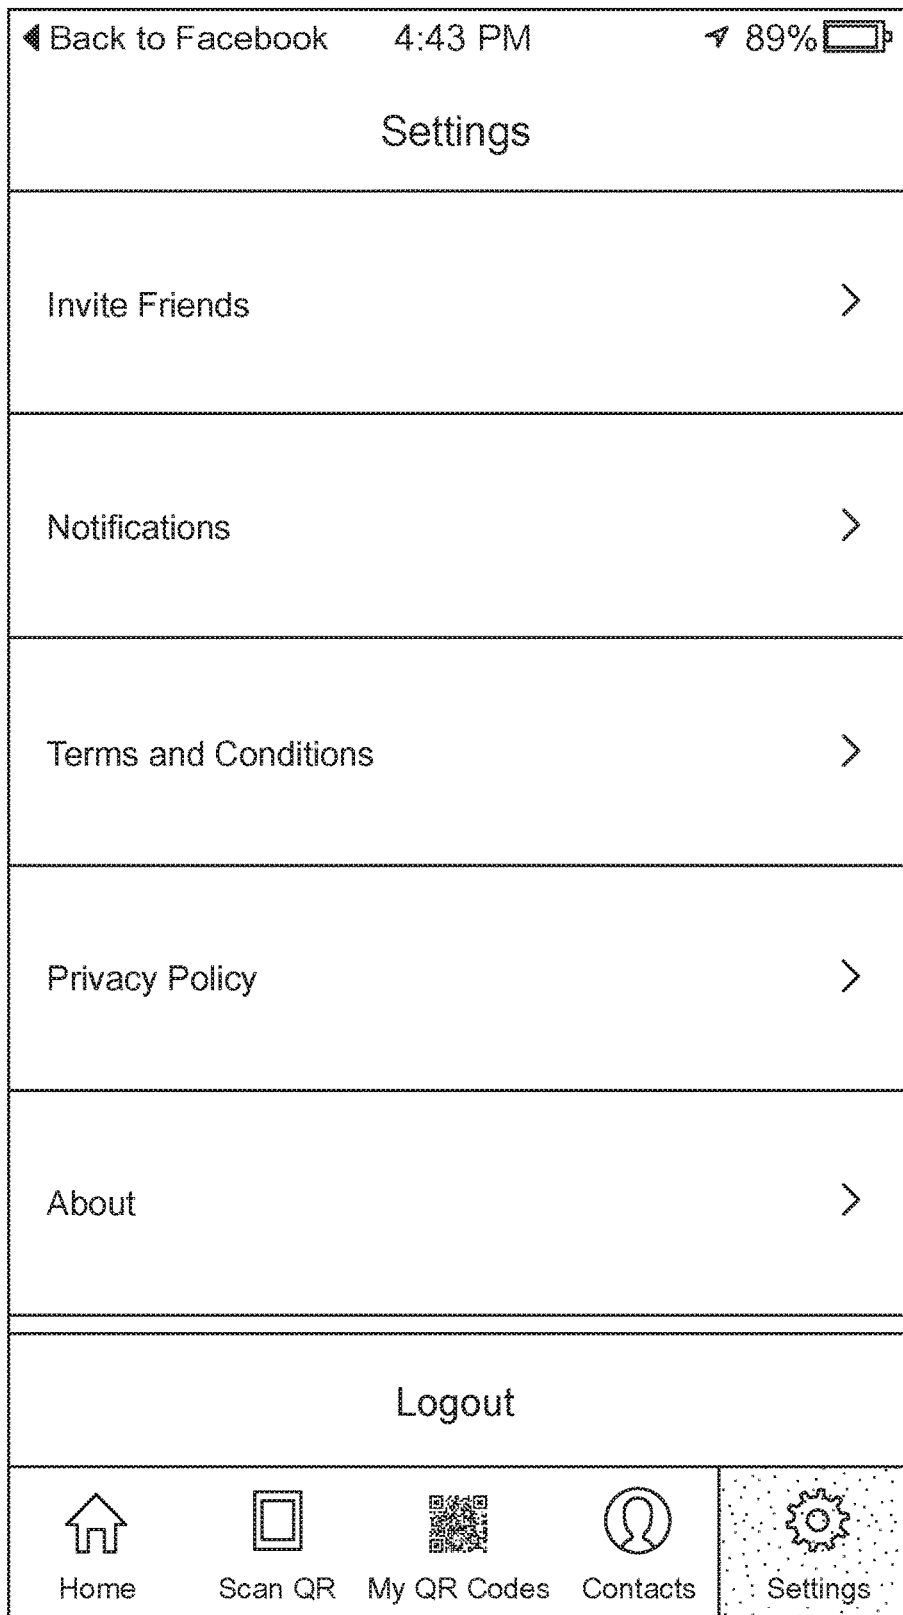 Back to Facebook 4:43 PM 89%
Settings
Invite Friends
Notifications
Terms and Conditions
Privacy Policy
About
Logout
Home Scan QR My QR Codes Contacts Settings